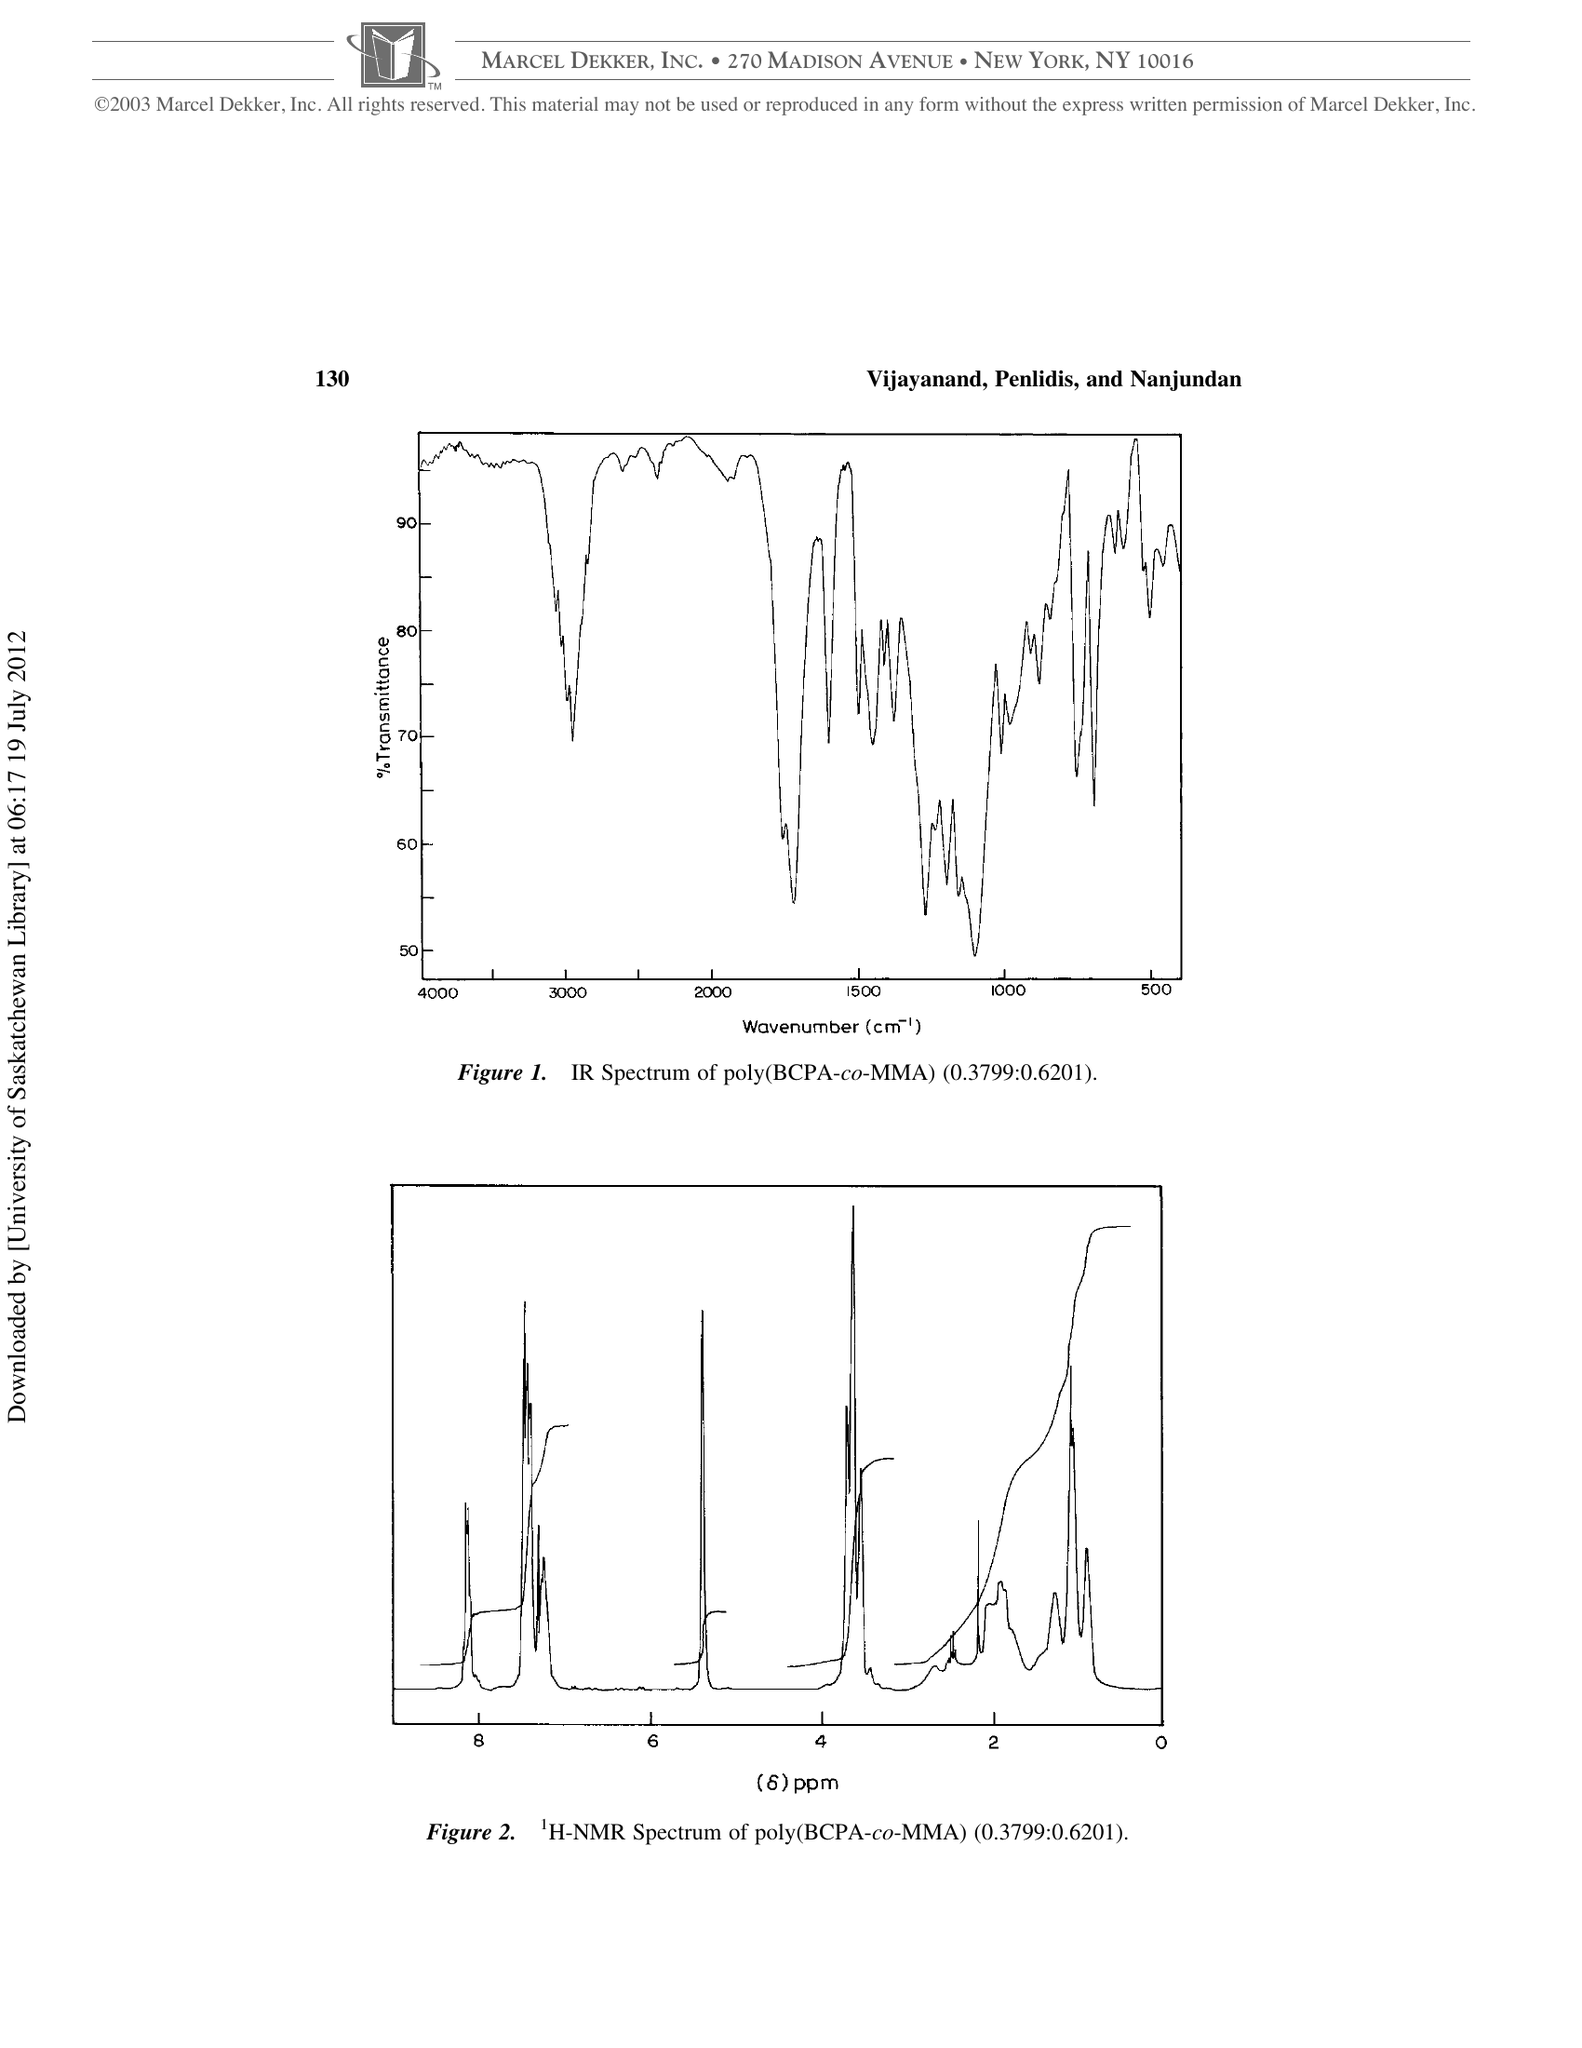 MARCEL DEKKER, INC. • 270 MADISON AVENUE • NEW YORK, NY 10016
TM
©2003 Marcel Dekker, Inc. All rights reserved. This material may not be used or reproduced in any form without the express written permission of Marcel Dekker, Inc.
Downloaded by [University of Saskatchewan Library] at 06:17 19 July 2012
130 Vijayanand, Penlidis, and Nanjundan
%Transmittance
90
80
70
60
50
4000 3000 2000 1500 1000 500
Wavenumber (cm⁻¹)
Figure 1. IR Spectrum of poly(BCPA-co-MMA) (0.3799:0.6201).
8 6 4 2 0
(δ) ppm
Figure 2. ¹H-NMR Spectrum of poly(BCPA-co-MMA) (0.3799:0.6201).